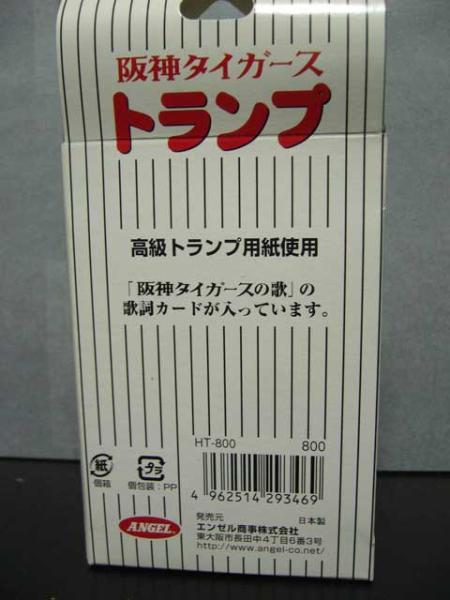 阪神タイガース
トランプ
高級トランプ用紙使用
「阪神タイガースの歌」の
歌詞カードが入っています。
HT-800 800
紙
個箱
プラ
個包装:PP
4 962514 293469
ANGEL
発売元 日本製
エンゼル商事株式会社
東大阪市長田中4丁目6番3号
http://www.angel-co.net/